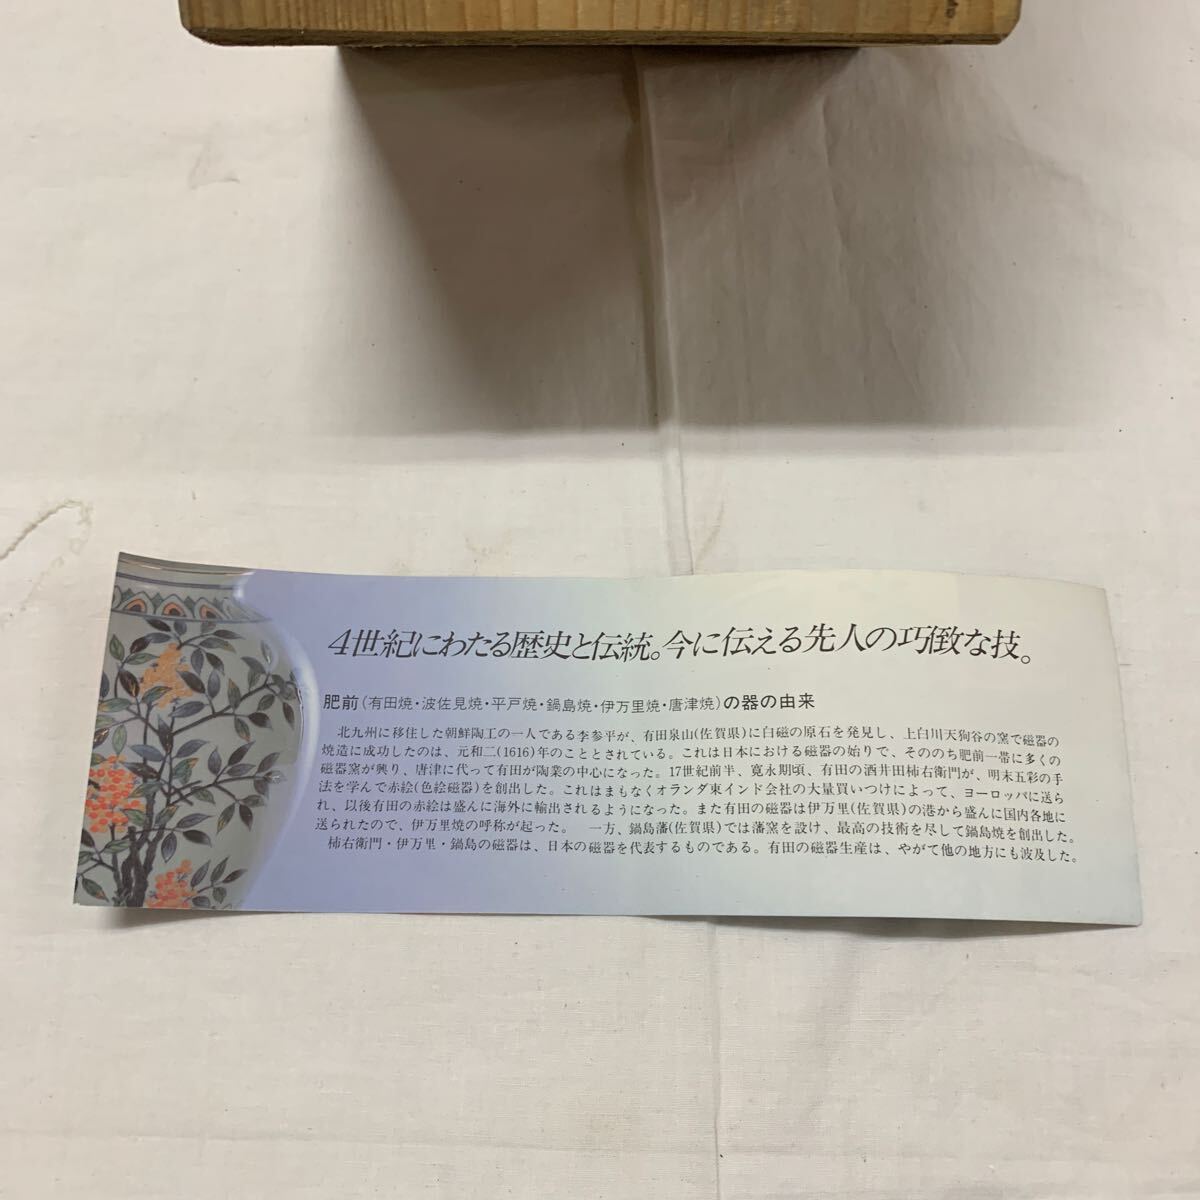 4世紀にわたる歴史と伝統。今に伝える先人の巧緻な技。
肥前(有田焼・波佐見焼・平戸焼・鍋島焼・伊万里焼・唐津焼)の器の由来
北九州に移住した朝鮮陶工の一人である李参平が、有田泉山(佐賀県)に白磁の原石を発見し、上白川天狗谷の窯で磁器の
焼造に成功したのは、元和二(1616)年のこととされている。これは日本における磁器の始りで、そののち肥前一帯に多くの
磁器窯が興り、唐津に代って有田が陶業の中心になった。17世紀前半、寛永期頃、有田の酒井田柿右衛門が、明末五彩の手
法を学んで赤絵(色絵磁器)を創出した。これはまもなくオランダ東インド会社の大量買いつけによって、ヨーロッパに送ら
れ、以後有田の赤絵は盛んに海外に輸出されるようになった。また有田の磁器は伊万里(佐賀県)の港から盛んに国内各地に
送られたので、伊万里焼の呼称が起った。 一方、鍋島藩(佐賀県)では藩窯を設け、最高の技術を尽して鍋島焼を創出した。
柿右衛門・伊万里・鍋島の磁器は、日本の磁器を代表するものである。有田の磁器生産は、やがて他の地方にも波及した。